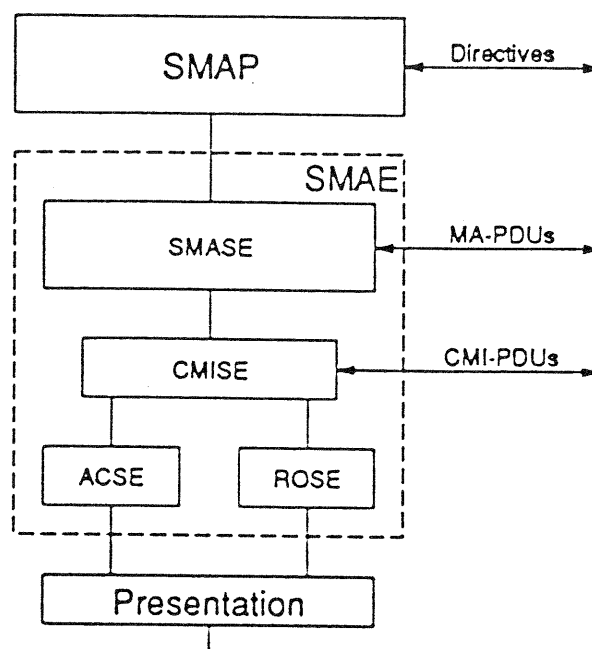 SMAP
Directives
SMAE
SMASE
MA-PDUs
CMISE
CMI-PDUs
ACSE
ROSE
Presentation